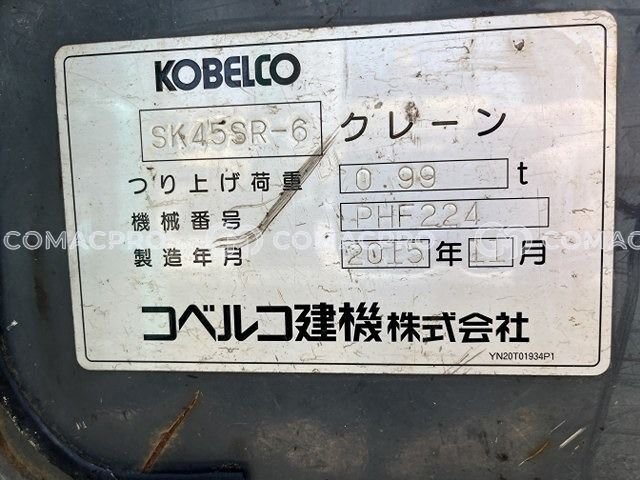 KOBELCO
SK45SR-6 クレーン
つり上げ荷重 0.99 t
機械番号 PHF224
COMACPRO
製造年月 2015 年 11 月
コベルコ建機株式会社
YN20T01934P1